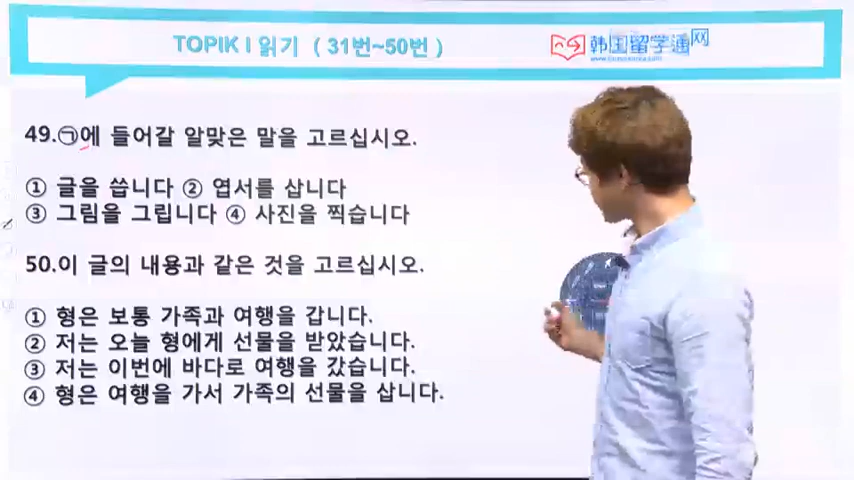 TOPIK I 읽기 ( 31번~50번 )
韩国留学通网
49.㉠에 들어갈 알맞은 말을 고르십시오.
① 글을 씁니다 ② 엽서를 삽니다
③ 그림을 그립니다 ④ 사진을 찍습니다
50.이 글의 내용과 같은 것을 고르십시오.
① 형은 보통 가족과 여행을 갑니다.
② 저는 오늘 형에게 선물을 받았습니다.
③ 저는 이번에 바다로 여행을 갔습니다.
④ 형은 여행을 가서 가족의 선물을 삽니다.